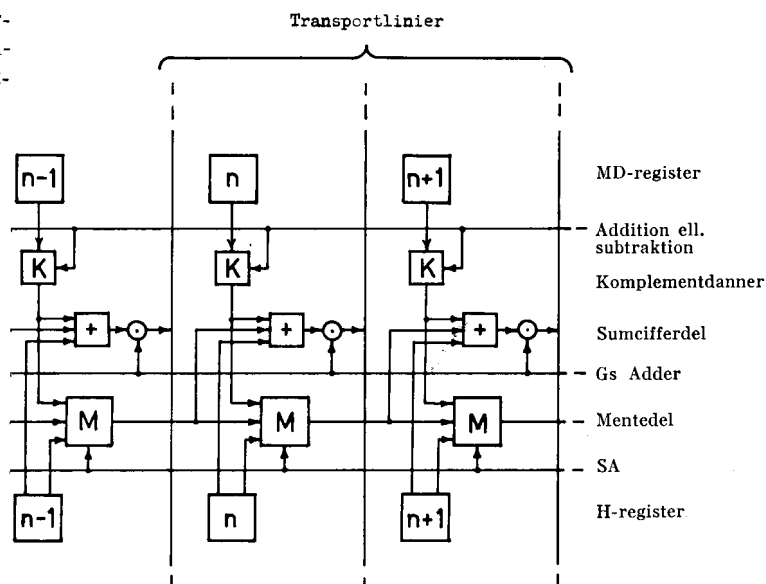 Transportlinier
n-1
n
n+1
MD-register
Addition ell.
subtraktion
K
K
K
Komplementdanner
+
+
+
Sumcifferdel
Gs Adder
M
M
M
Mentedel
SA
n-1
n
n+1
H-register